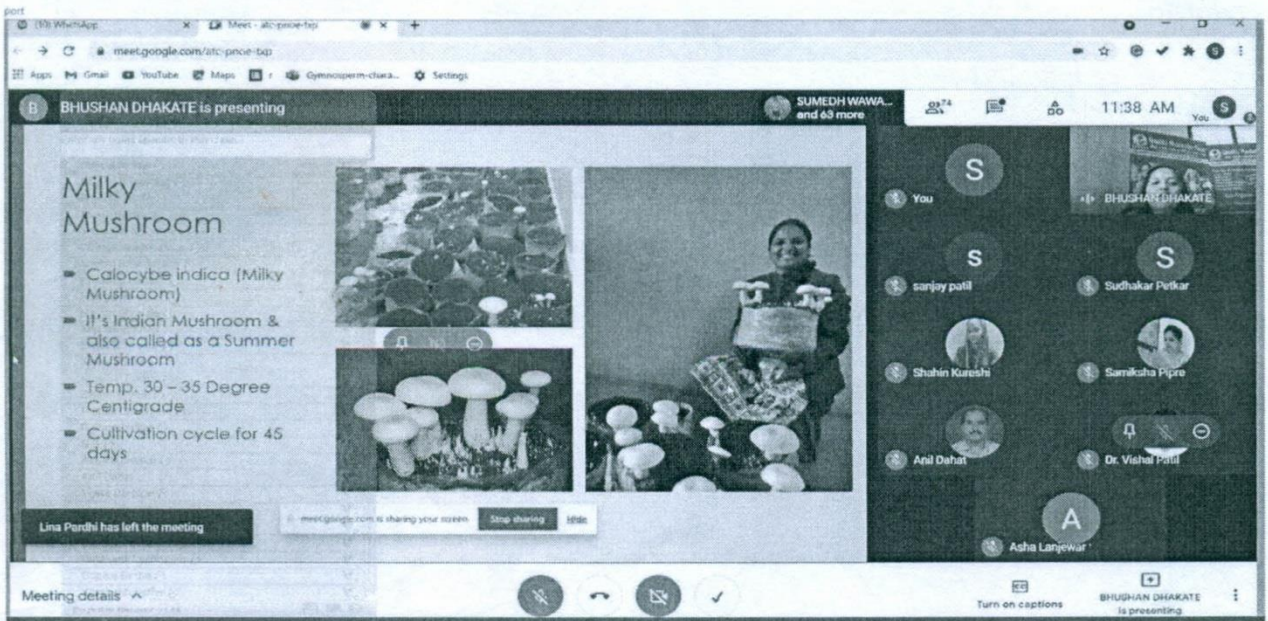 port
(10) WhatsApp
Meet - atc-pnoe-txp
meet.google.com/atc-pnoe-txp
Apps
Gmail
YouTube
Maps
r
Gymnosperm-chara...
Settings
BHUSHAN DHAKATE is presenting
SUMEDH WAWA...
and 63 more
74
11:38 AM
You
S
B
Milky
Mushroom
Calocybe indica (Milky
Mushroom)
It's Indian Mushroom &
also called as a Summer
Mushroom
Temp. 30 – 35 Degree
Centigrade
Cultivation cycle for 45
days
S
You
BHUSHAN DHAKATE
s
sanjay patil
S
Sudhakar Petkar
Shahin Kureshi
Samiksha Pipre
Anil Dahat
Dr. Vishal Patil
A
Asha Lanjewar
Lina Pardhi has left the meeting
meet.google.com is sharing your screen.
Stop sharing
Hide
Meeting details
Turn on captions
BHUSHAN DHAKATE
is presenting